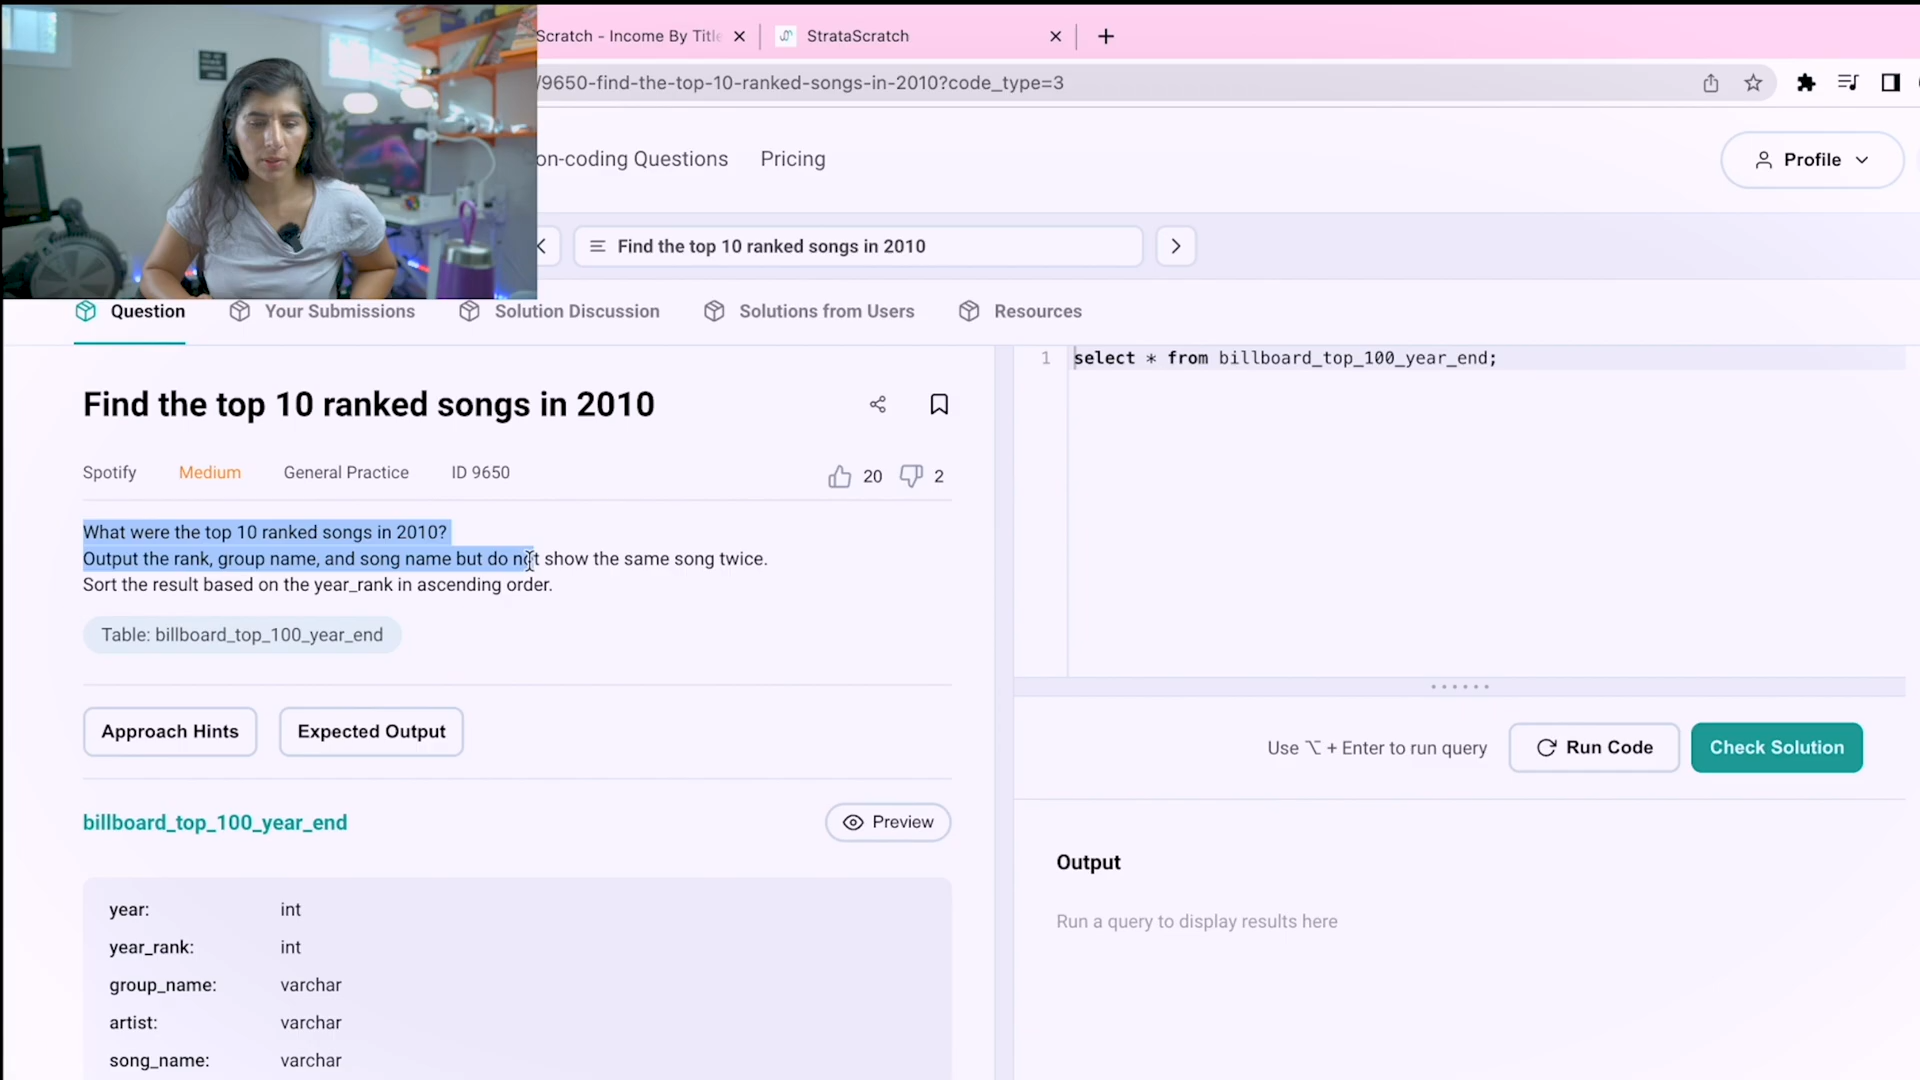 Scratch - Income By Title
StrataScratch
/9650-find-the-top-10-ranked-songs-in-2010?code_type=3
on-coding Questions
Pricing
Profile
Find the top 10 ranked songs in 2010
Question
Your Submissions
Solution Discussion
Solutions from Users
Resources
Find the top 10 ranked songs in 2010
Spotify
Medium
General Practice
ID 9650
20
2
What were the top 10 ranked songs in 2010?
Output the rank, group name, and song name but do not show the same song twice.
Sort the result based on the year_rank in ascending order.
Table: billboard_top_100_year_end
Approach Hints
Expected Output
billboard_top_100_year_end
Preview
year: int
year_rank: int
group_name: varchar
artist: varchar
song_name: varchar
1 select * from billboard_top_100_year_end;
Use ⌥ + Enter to run query
Run Code
Check Solution
Output
Run a query to display results here